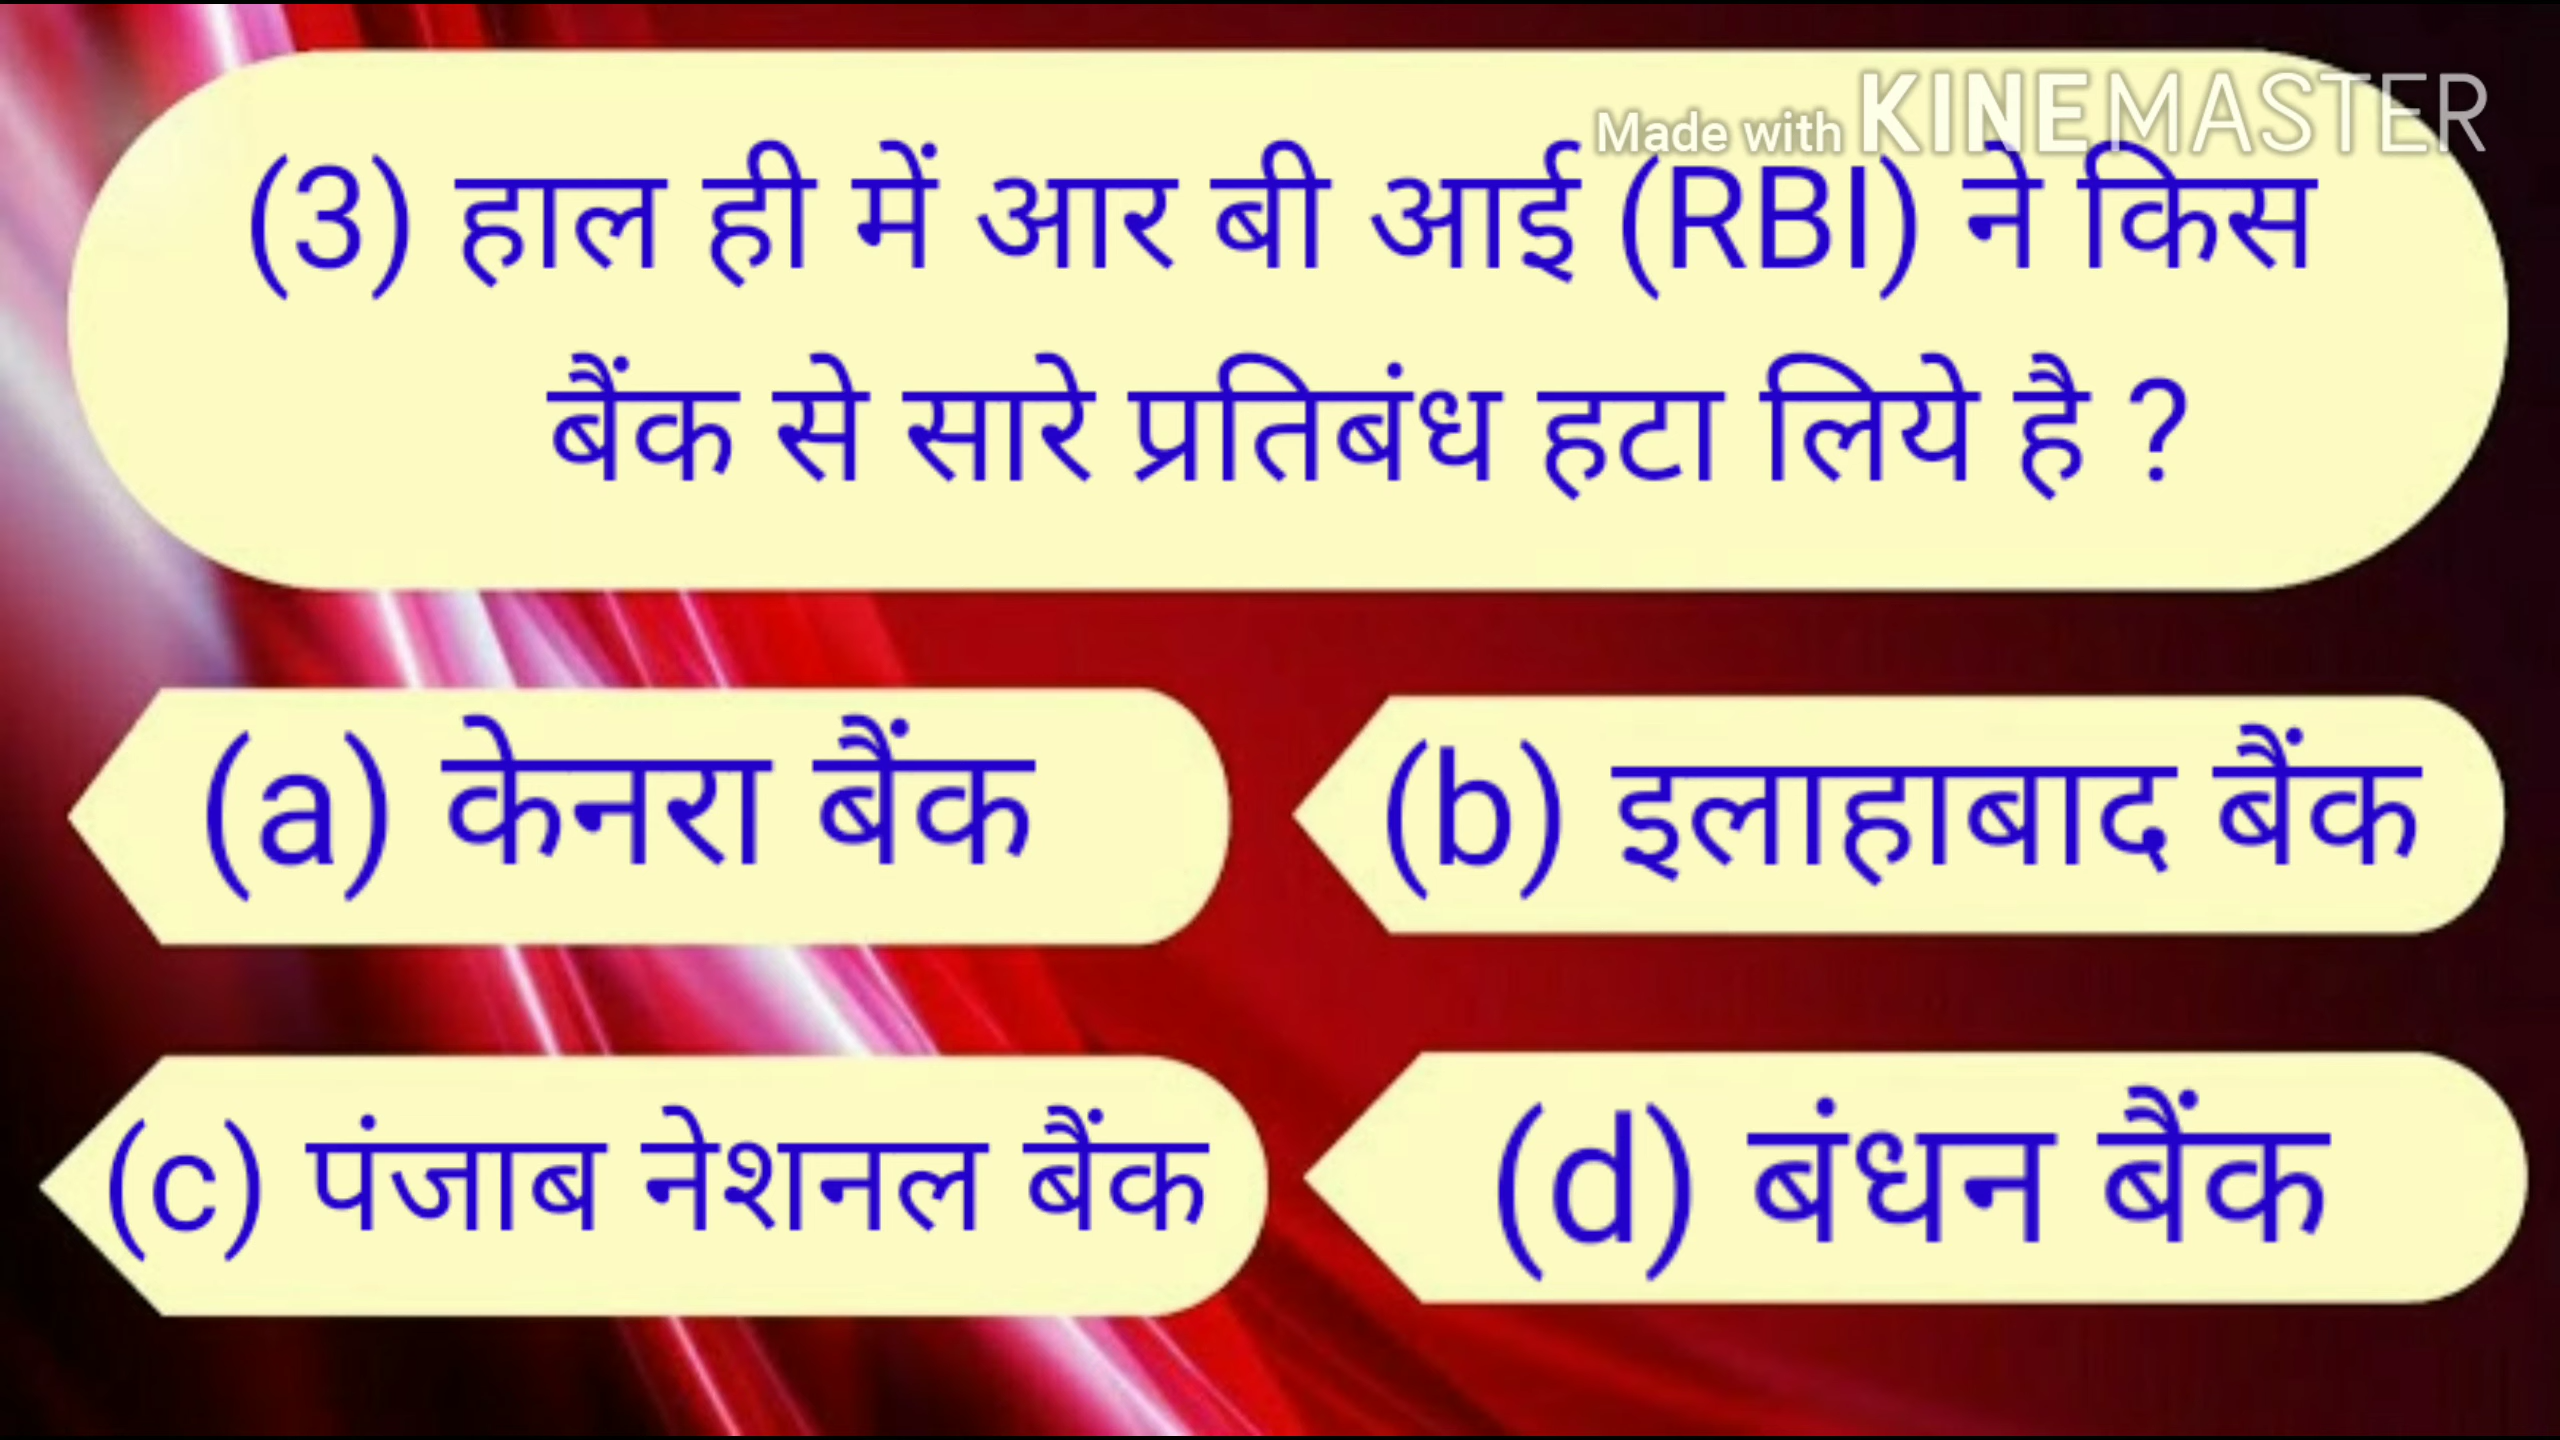 Made with KINEMASTER
(3) हाल ही में आर बी आई (RBI) ने किस
बैंक से सारे प्रतिबंध हटा लिये है ?
(a) केनरा बैंक
(b) इलाहाबाद बैंक
(c) पंजाब नेशनल बैंक
(d) बंधन बैंक